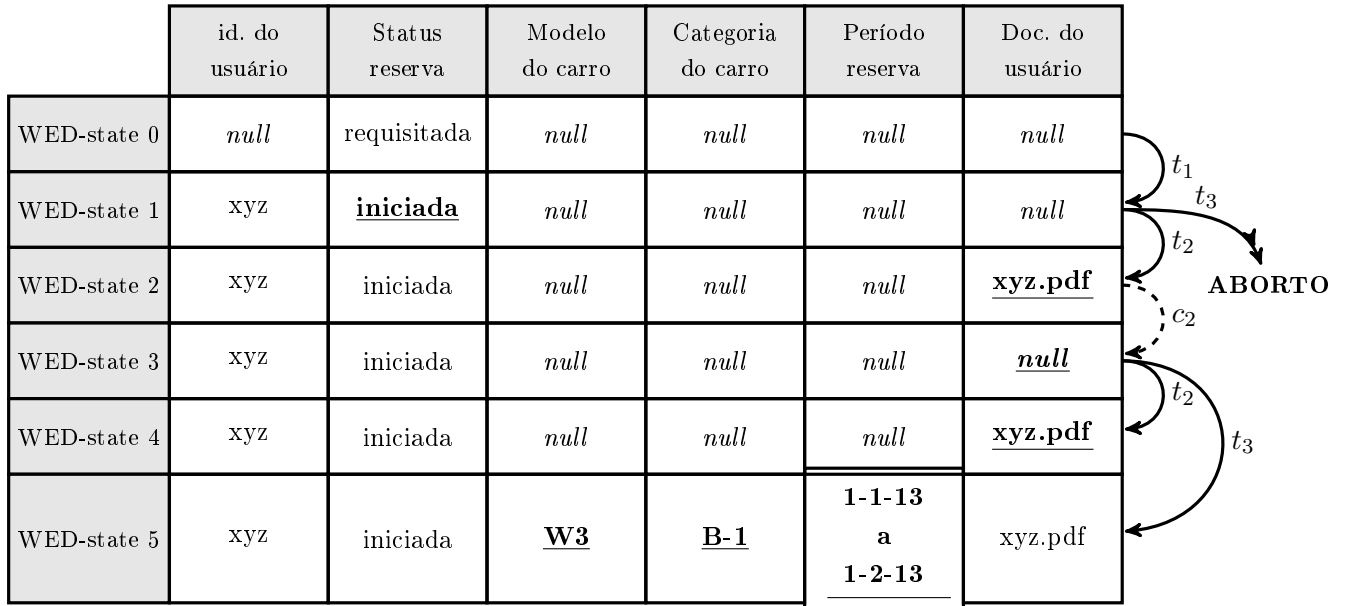 id. do usuário Status reserva Modelo do carro Categoria do carro Período reserva Doc. do usuário
WED-state 0 null requisitada null null null null
t1
WED-state 1 xyz iniciada null null null null
t3
t2
WED-state 2 xyz iniciada null null null xyz.pdf
ABORTO
c2
WED-state 3 xyz iniciada null null null null
t2
WED-state 4 xyz iniciada null null null xyz.pdf
t3
WED-state 5 xyz iniciada W3 B-1 1-1-13 a 1-2-13 xyz.pdf